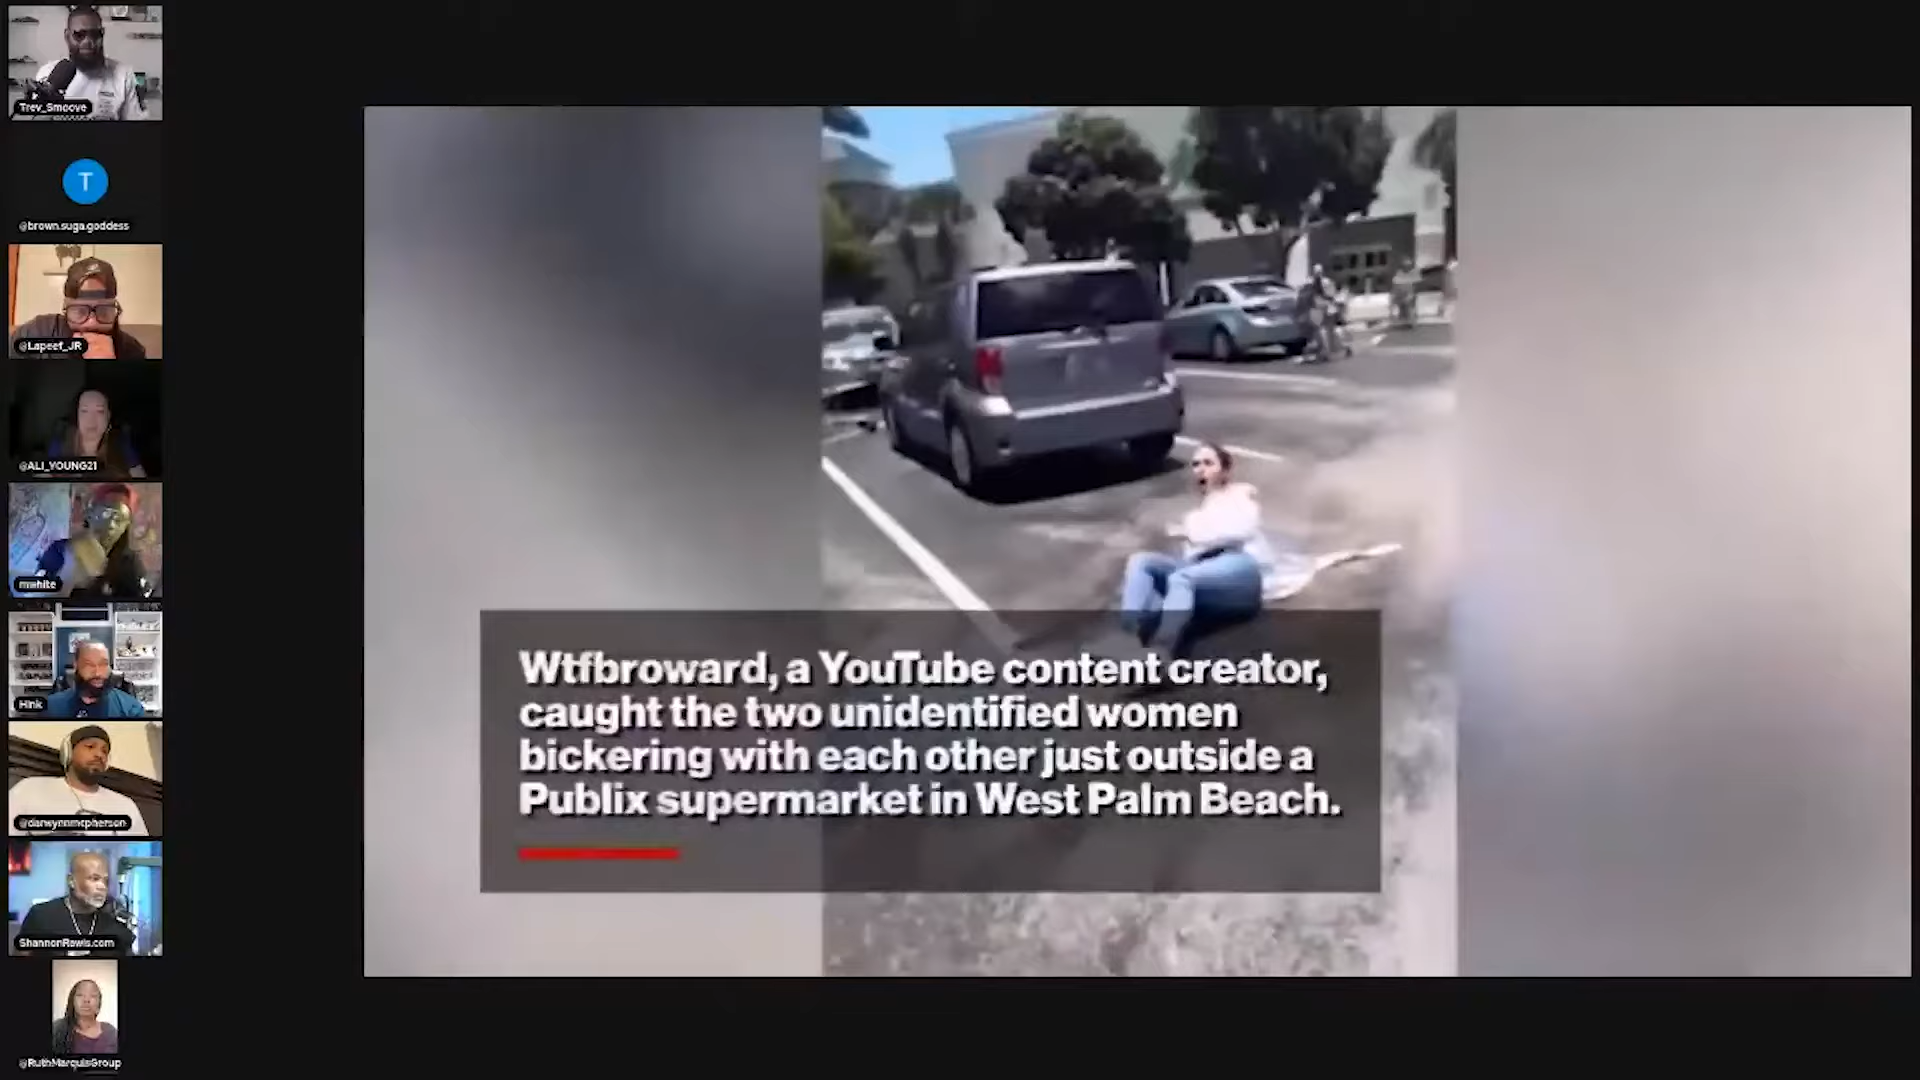 Trev_Smoove
T
@brown.suga.goddess
@Lapeef_JR
@ALI_YOUNG21
mwhite
Hink
@danwynnmcpherson
ShannonRawls.com
@RuthMarquisGroup
Wtfbroward, a YouTube content creator,
caught the two unidentified women
bickering with each other just outside a
Publix supermarket in West Palm Beach.